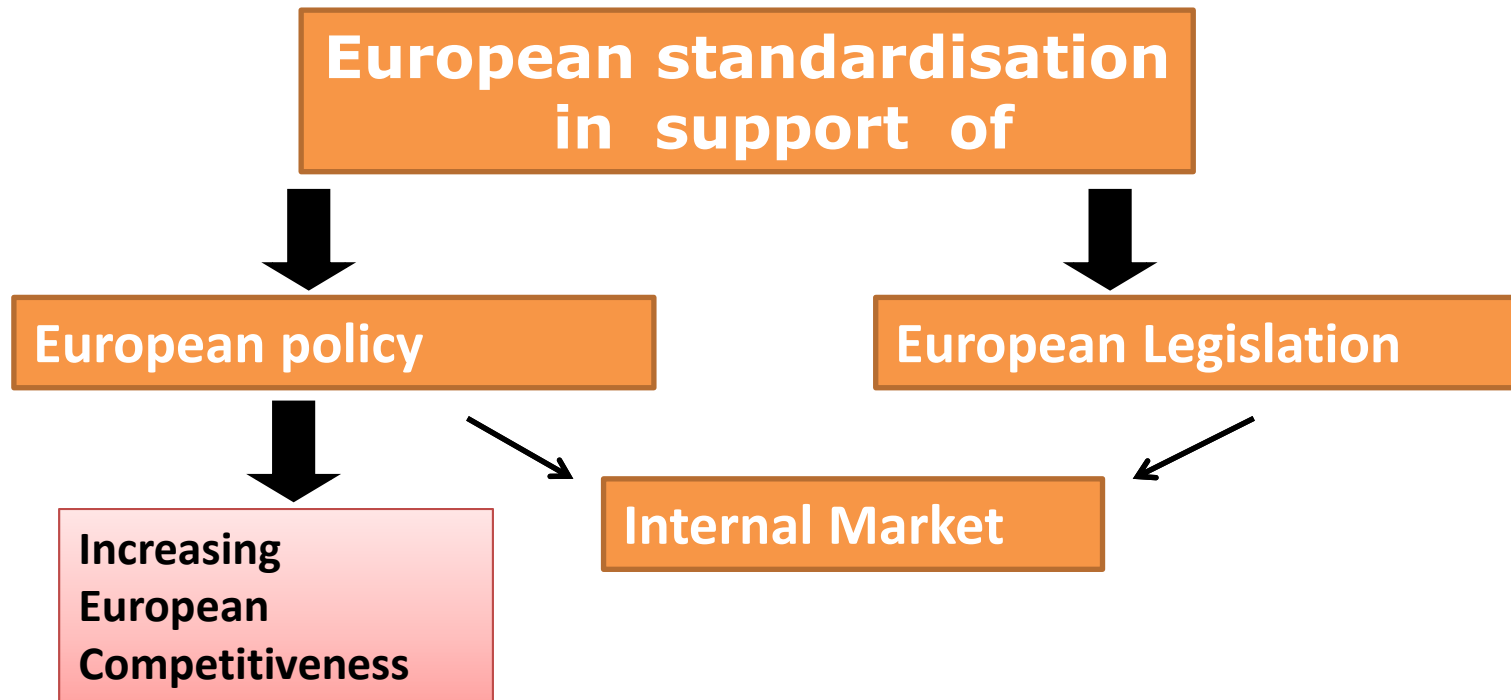 European standardisation
in support of
European policy
European Legislation
Internal Market
Increasing
European
Competitiveness